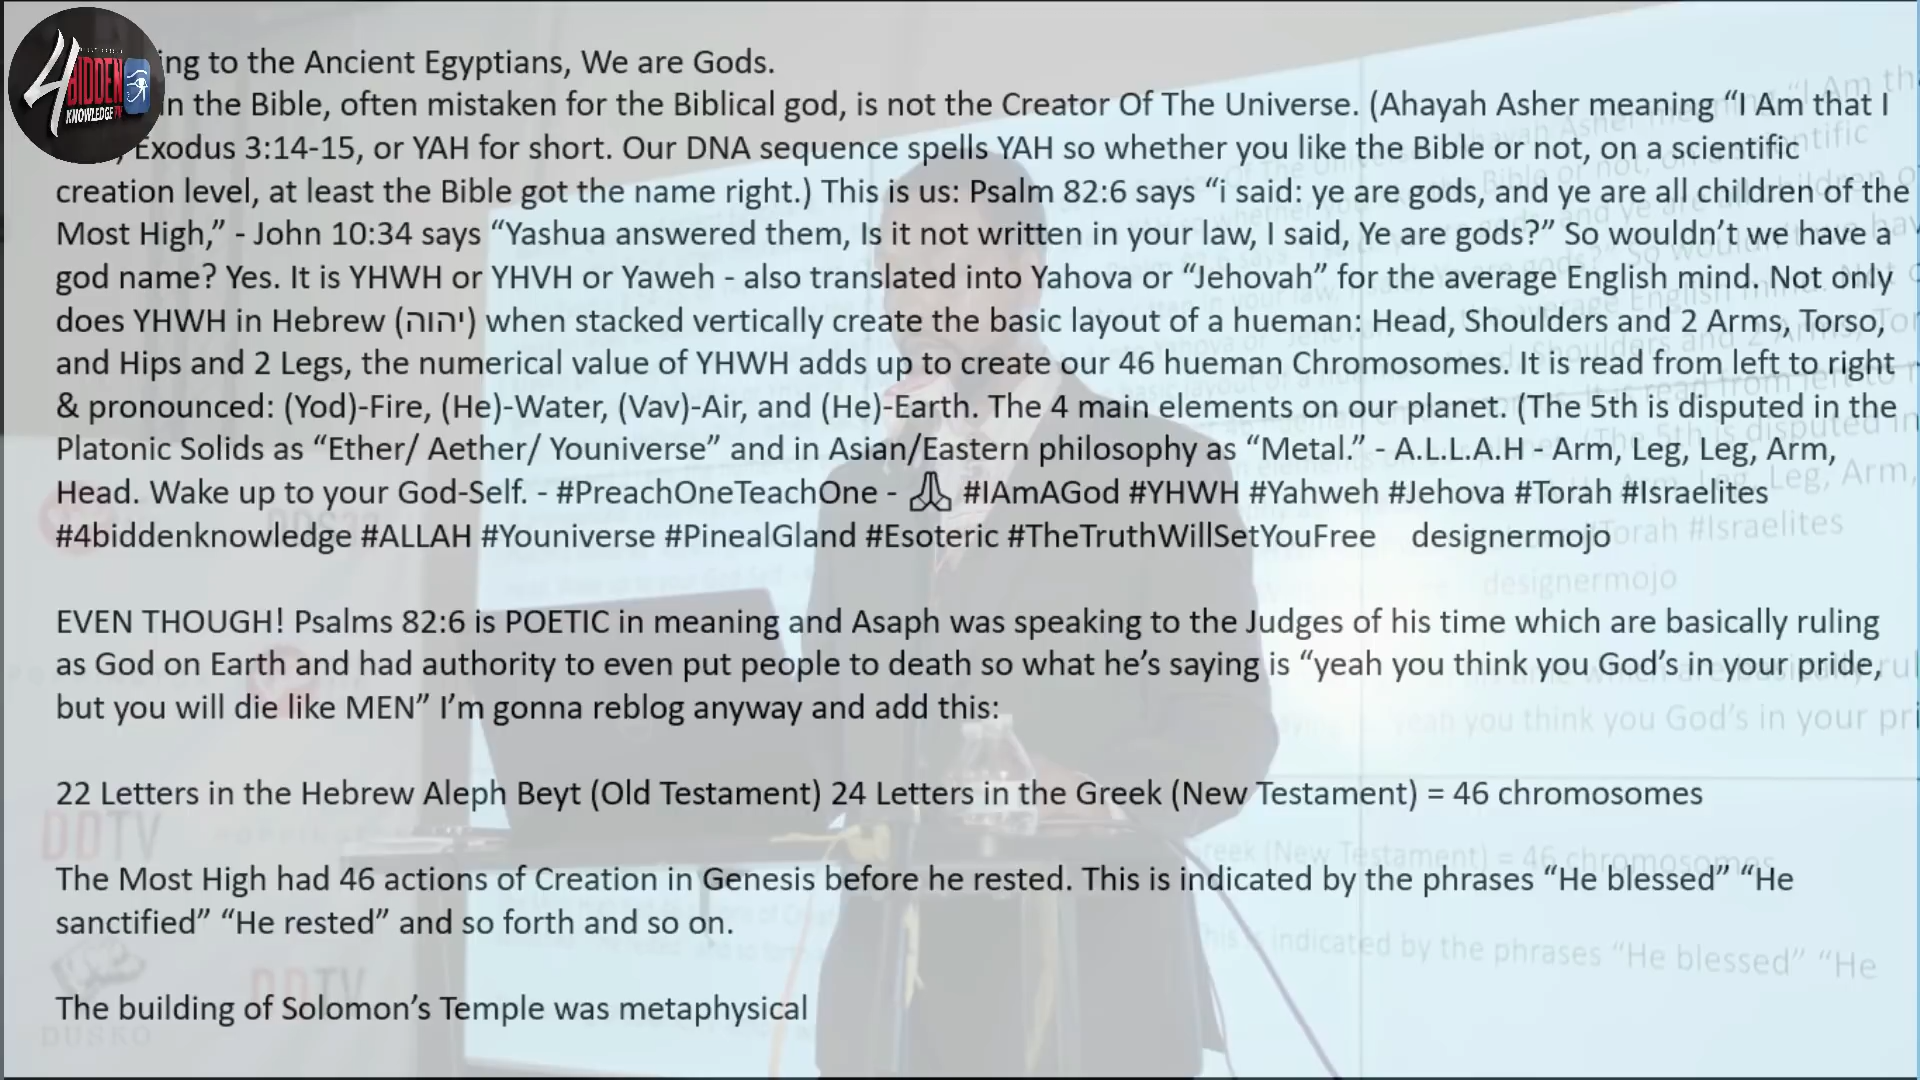 4BIDDEN
KNOWLEDGE TV
ing to the Ancient Egyptians, We are Gods.
in the Bible, often mistaken for the Biblical god, is not the Creator Of The Universe. (Ahayah Asher meaning “I Am that I
Exodus 3:14-15, or YAH for short. Our DNA sequence spells YAH so whether you like the Bible or not, on a scientific
creation level, at least the Bible got the name right.) This is us: Psalm 82:6 says “i said: ye are gods, and ye are all children of the
Most High,” - John 10:34 says “Yashua answered them, Is it not written in your law, I said, Ye are gods?” So wouldn’t we have a
god name? Yes. It is YHWH or YHVH or Yaweh - also translated into Yahova or “Jehovah” for the average English mind. Not only
does YHWH in Hebrew (יהוה) when stacked vertically create the basic layout of a hueman: Head, Shoulders and 2 Arms, Torso,
and Hips and 2 Legs, the numerical value of YHWH adds up to create our 46 hueman Chromosomes. It is read from left to right
& pronounced: (Yod)-Fire, (He)-Water, (Vav)-Air, and (He)-Earth. The 4 main elements on our planet. (The 5th is disputed in the
Platonic Solids as “Ether/ Aether/ Youniverse” and in Asian/Eastern philosophy as “Metal.” - A.L.L.A.H - Arm, Leg, Leg, Arm,
Head. Wake up to your God-Self. - #PreachOneTeachOne - 🙏 #IAmAGod #YHWH #Yahweh #Jehova #Torah #Israelites
#4biddenknowledge #ALLAH #Youniverse #PinealGland #Esoteric #TheTruthWillSetYouFree designermojo
EVEN THOUGH! Psalms 82:6 is POETIC in meaning and Asaph was speaking to the Judges of his time which are basically ruling
as God on Earth and had authority to even put people to death so what he’s saying is “yeah you think you God’s in your pride,
but you will die like MEN” I’m gonna reblog anyway and add this:
22 Letters in the Hebrew Aleph Beyt (Old Testament) 24 Letters in the Greek (New Testament) = 46 chromosomes
The Most High had 46 actions of Creation in Genesis before he rested. This is indicated by the phrases “He blessed” “He
sanctified” “He rested” and so forth and so on.
The building of Solomon’s Temple was metaphysical
DDTV
DDTV
DUSKO